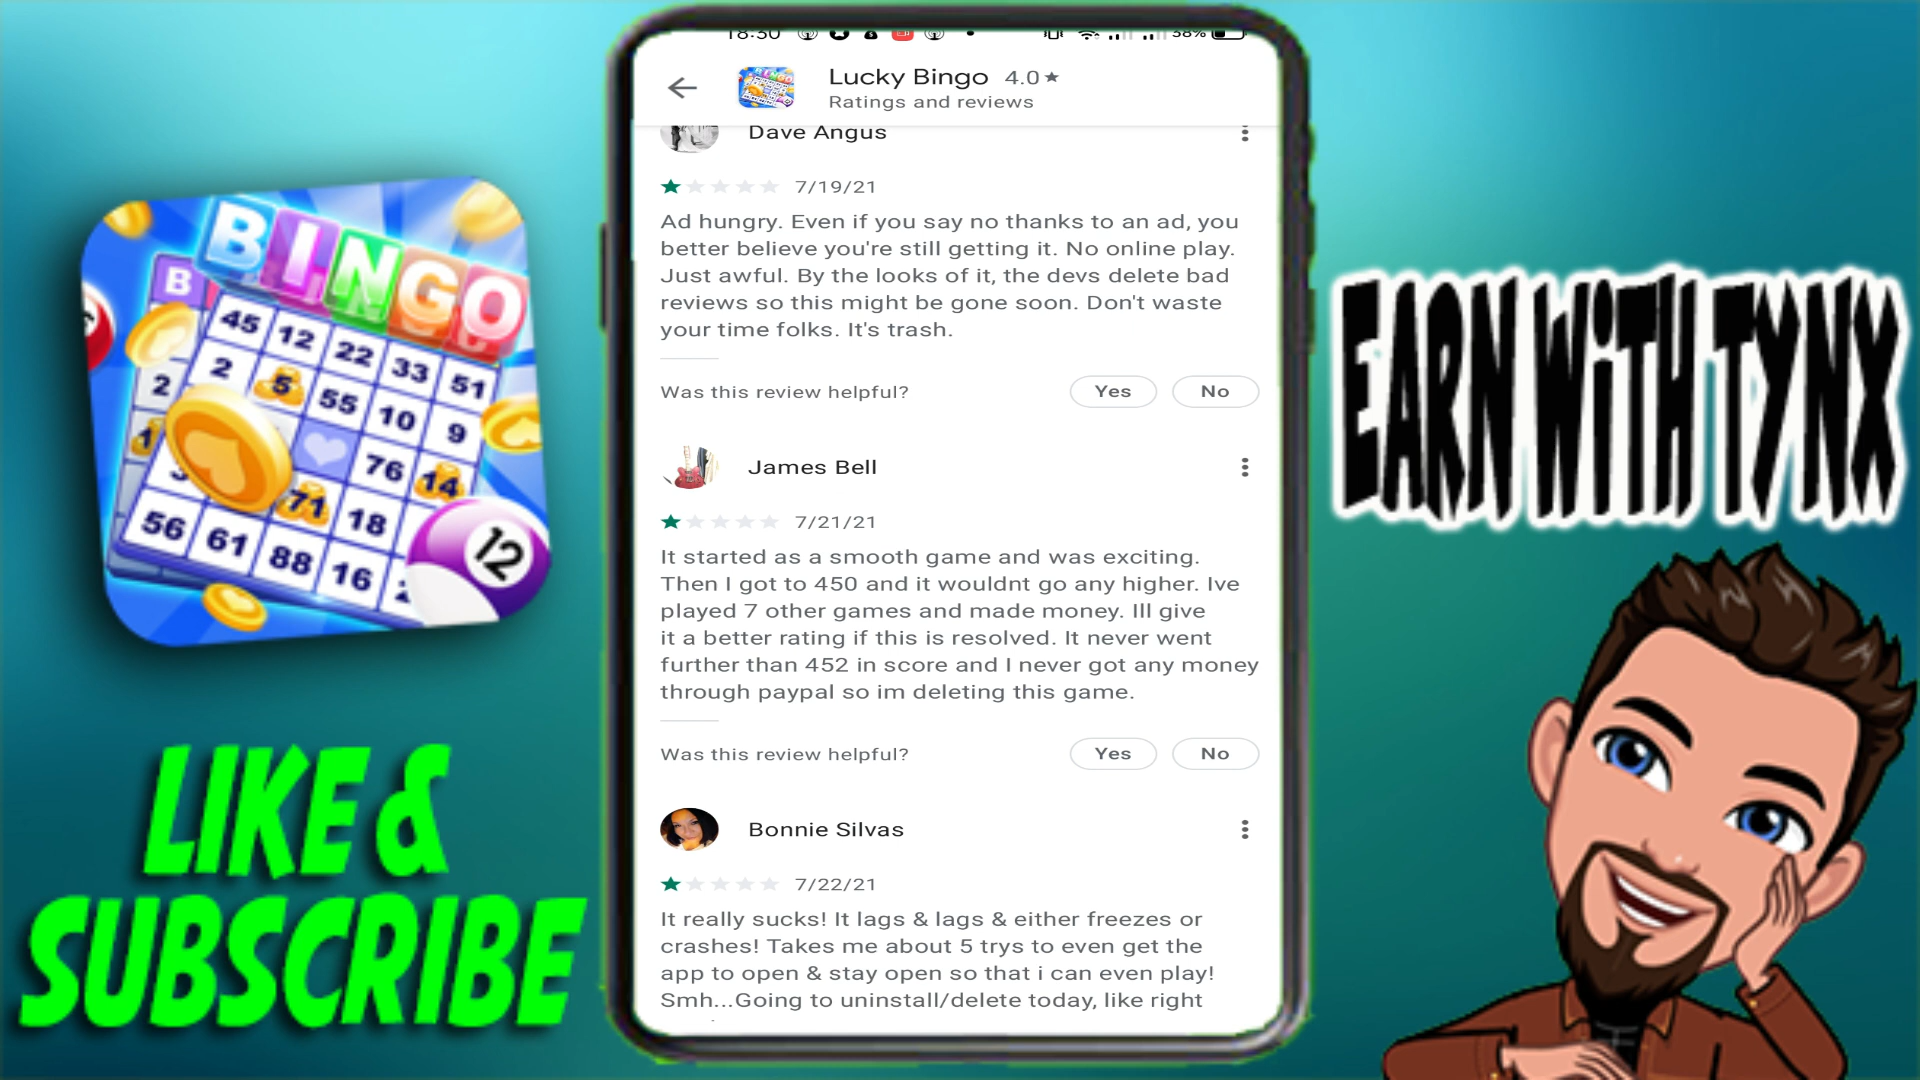 18:30
38%
Lucky Bingo 4.0★
Ratings and reviews
Dave Angus
7/19/21
Ad hungry. Even if you say no thanks to an ad, you
better believe you're still getting it. No online play.
Just awful. By the looks of it, the devs delete bad
reviews so this might be gone soon. Don't waste
your time folks. It's trash.
Was this review helpful? Yes No
James Bell
7/21/21
It started as a smooth game and was exciting.
Then I got to 450 and it wouldnt go any higher. Ive
played 7 other games and made money. Ill give
it a better rating if this is resolved. It never went
further than 452 in score and I never got any money
through paypal so im deleting this game.
Was this review helpful? Yes No
Bonnie Silvas
7/22/21
It really sucks! It lags & lags & either freezes or
crashes! Takes me about 5 trys to even get the
app to open & stay open so that i can even play!
Smh...Going to uninstall/delete today, like right
BINGO
B
45 12 22 33 51
2 5 55 10 9
76 14
71 18
56 61 88 16
2
1
12
LIKE &
SUBSCRIBE
EARN WiTH TYNX